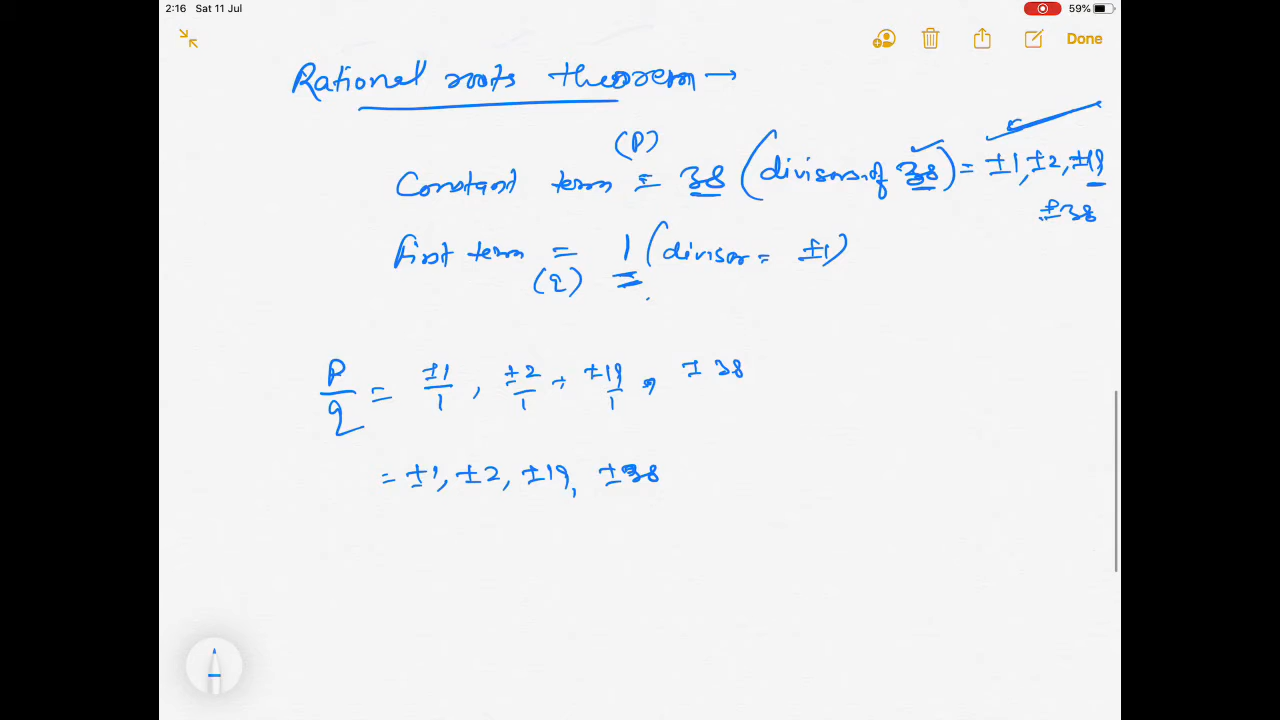 2:16 Sat 11 Jul 59%
Done
Rational roots theorem →
(P)
Constant term = 38 (divisors of 38) = ±1, ±2, ±19
±38
First term = 1 (divisor = ±1)
(q)
P/q = ±1/1, ±2/1, ±19/1, ±38
= ±1, ±2, ±19, ±38